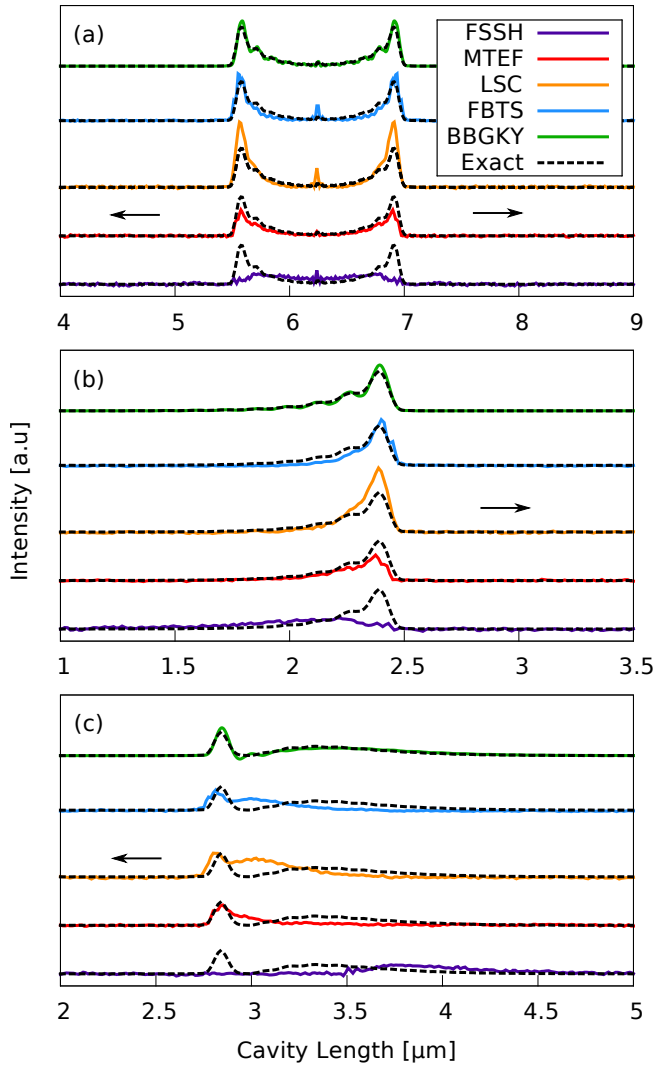 (a)
FSSH
MTEF
LSC
FBTS
BBGKY
Exact
4 5 6 7 8 9
(b)
1 1.5 2 2.5 3 3.5
Intensity [a.u]
(c)
2 2.5 3 3.5 4 4.5 5
Cavity Length [μm]